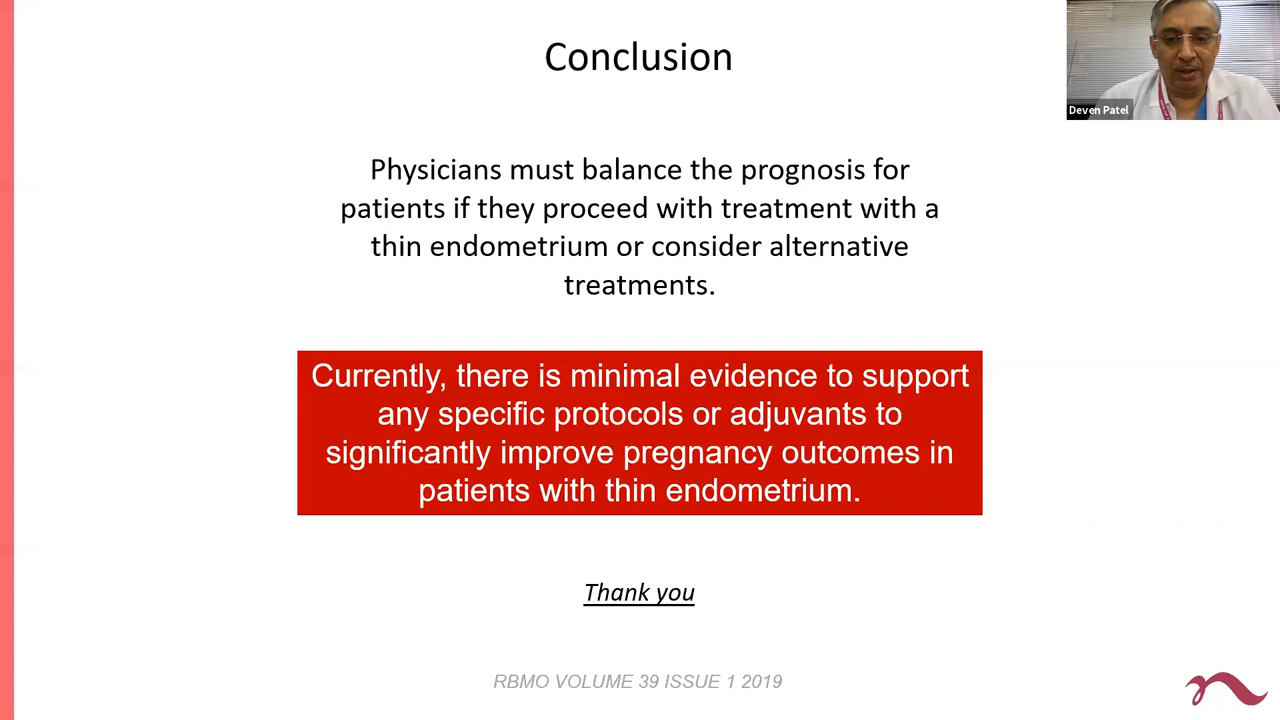 Conclusion
Deven Patel
Physicians must balance the prognosis for
patients if they proceed with treatment with a
thin endometrium or consider alternative
treatments.
Currently, there is minimal evidence to support
any specific protocols or adjuvants to
significantly improve pregnancy outcomes in
patients with thin endometrium.
Thank you
RBMO VOLUME 39 ISSUE 1 2019